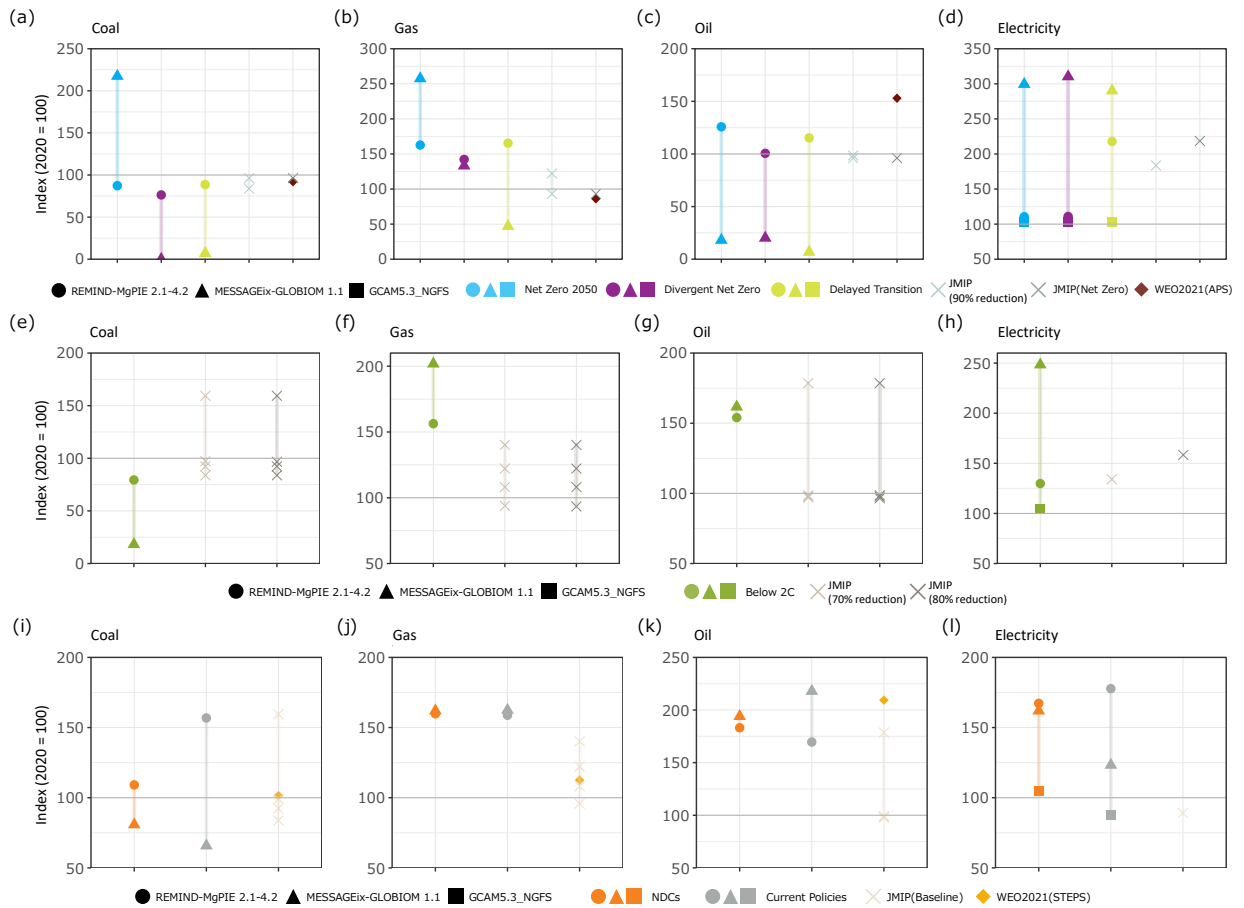 (a) (b) (c) (d)
Coal Gas Oil Electricity
Index (2020 = 100)
250 300 200 350
200 250 300
150 200 150 250
100 150 100 200
50 100 50 150
0 50 0 100
0 50
REMIND-MgPIE 2.1-4.2 MESSAGEix-GLOBIOM 1.1 GCAM5.3_NGFS Net Zero 2050 Divergent Net Zero Delayed Transition JMIP (90% reduction) JMIP(Net Zero) WEO2021(APS)
(e) (f) (g) (h)
Coal Gas Oil Electricity
Index (2020 = 100)
200 200 200 250
150 150 150 200
100 100 100 150
50 50 50 100
0 50
REMIND-MgPIE 2.1-4.2 MESSAGEix-GLOBIOM 1.1 GCAM5.3_NGFS Below 2C JMIP (70% reduction) JMIP (80% reduction)
(i) (j) (k) (l)
Coal Gas Oil Electricity
Index (2020 = 100)
200 200 250 200
150 150 200 150
100 100 150 100
50 50 100 50
50
REMIND-MgPIE 2.1-4.2 MESSAGEix-GLOBIOM 1.1 GCAM5.3_NGFS NDCs Current Policies JMIP(Baseline) WEO2021(STEPS)